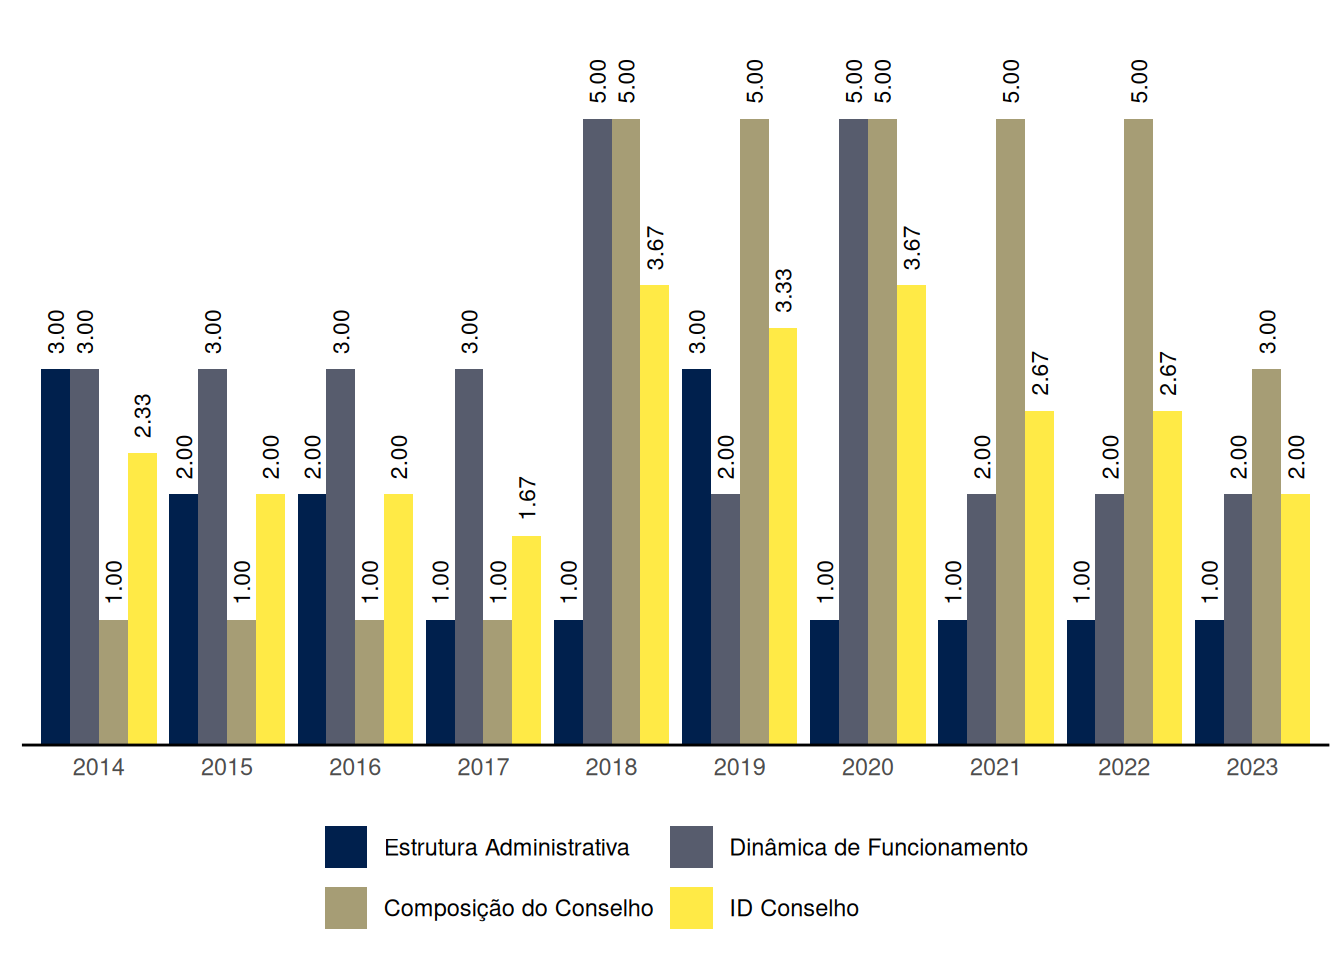 5.00 5.00 5.00 5.00 5.00 5.00 5.00
3.67 3.67
3.33
3.00 3.00 3.00 3.00 3.00 3.00 3.00
2.67 2.67
2.33
2.00 2.00 2.00 2.00 2.00 2.00 2.00 2.00 2.00
1.67
1.00 1.00 1.00 1.00 1.00 1.00 1.00 1.00 1.00 1.00
2014 2015 2016 2017 2018 2019 2020 2021 2022 2023
Estrutura Administrativa Dinâmica de Funcionamento
Composição do Conselho ID Conselho